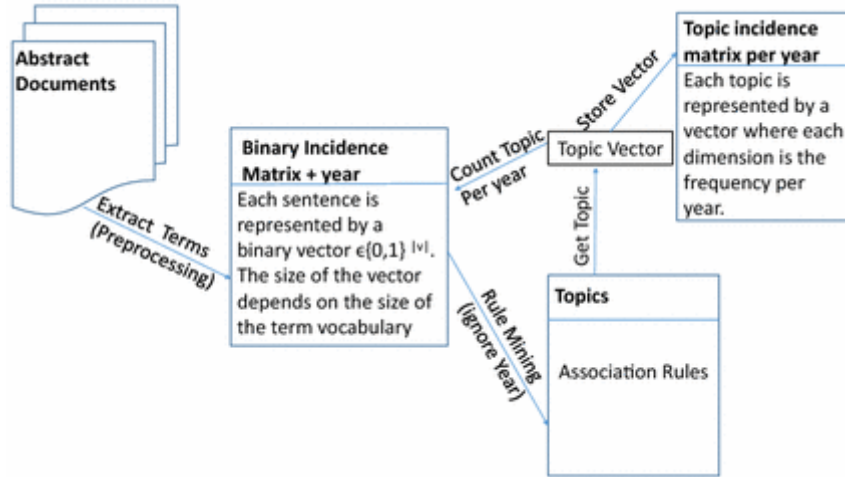 Abstract
Documents
Extract Terms
(Preprocessing)
Binary Incidence
Matrix + year
Each sentence is
represented by a
binary vector ϵ{0,1} |v|.
The size of the vector
depends on the size of
the term vocabulary
Rule Mining
(ignore Year)
Topics
Association Rules
Get Topic
Topic Vector
Count Topic
Per year
Store Vector
Topic incidence
matrix per year
Each topic is
represented by a
vector where each
dimension is the
frequency per
year.